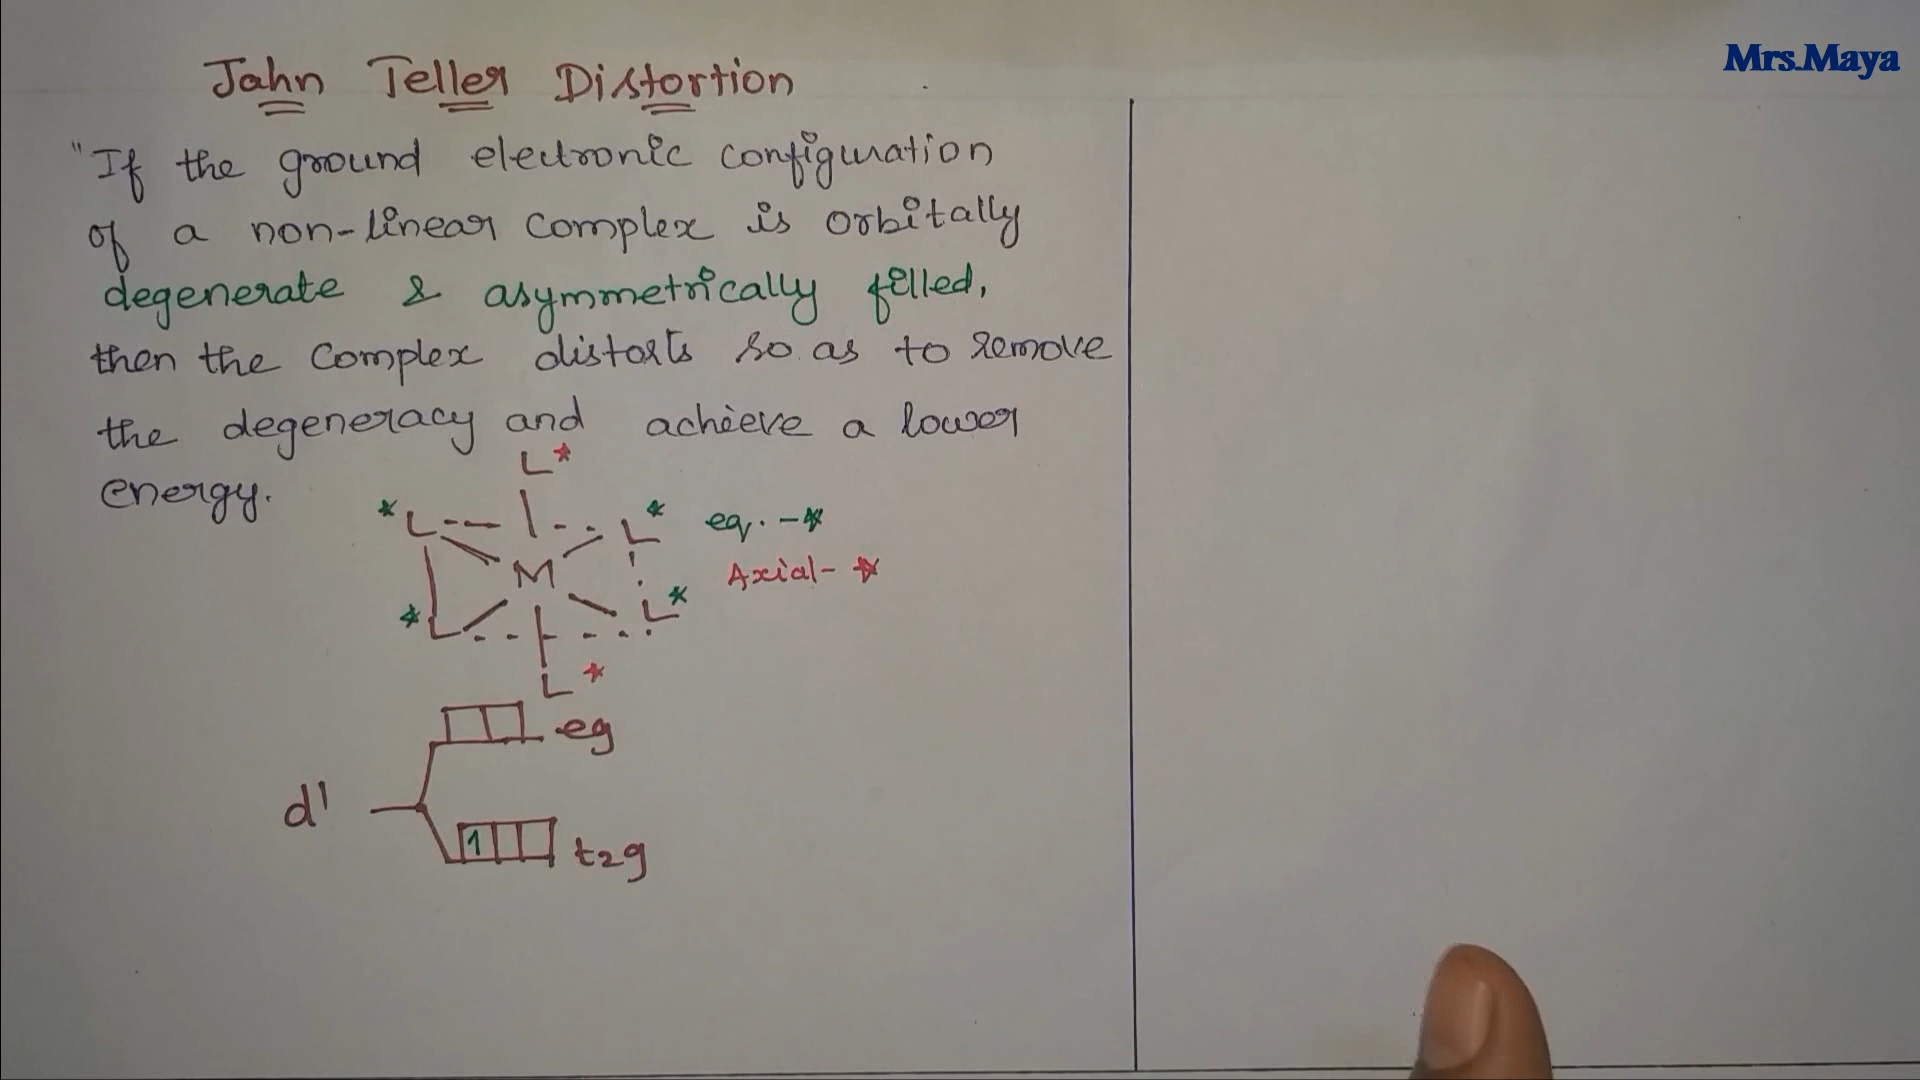 Jahn Teller Distortion
Mrs.Maya
"If the ground electronic configuration
of a non-linear complex is orbitally
degenerate & asymmetrically filled,
then the complex distorts so as to remove
the degeneracy and achieve a lower
energy.
L*
*L L* eq. - *
M Axial - *
*L L*
L*
eg
d1
1 t2g